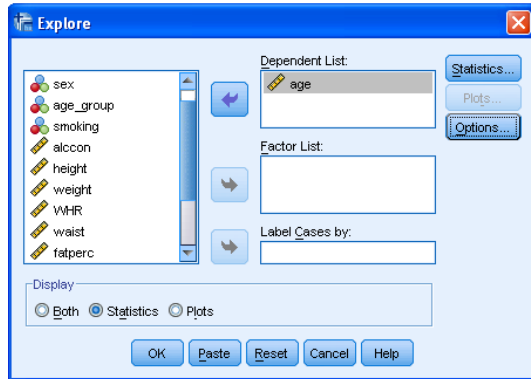 Explore
sex
age_group
smoking
alccon
height
weight
WHR
waist
fatperc
Dependent List:
age
Factor List:
Label Cases by:
Statistics...
Plots...
Options...
Display
Both Statistics Plots
OK Paste Reset Cancel Help